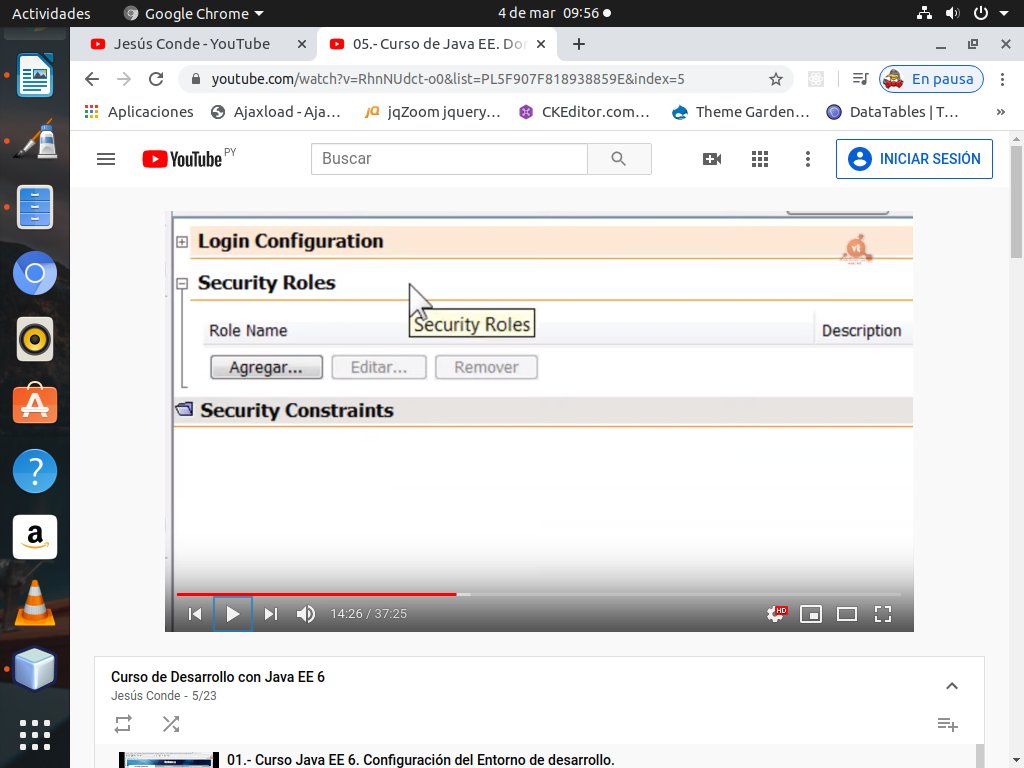 Actividades Google Chrome 4 de mar 09:56
Jesús Conde - YouTube 05.- Curso de Java EE. Dor
youtube.com/watch?v=RhnNUdct-o0&list=PL5F907F818938859E&index=5 En pausa
Aplicaciones Ajaxload - Aja… jqZoom jquery… CKEditor.com… Theme Garden… DataTables | T… »
YouTube PY Buscar INICIAR SESIÓN
Login Configuration
Security Roles
Security Roles
Role Name Description
Agregar... Editar... Remover
Security Constraints
14:26 / 37:25 HD
Curso de Desarrollo con Java EE 6
Jesús Conde - 5/23
01.- Curso Java EE 6. Configuración del Entorno de desarrollo.